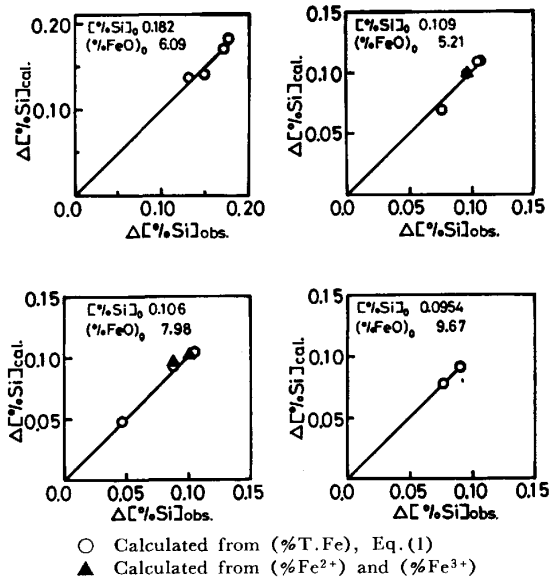 [%Si]₀ 0.182
(%FeO)₀ 6.09
0.20
0.10
Δ[%Si]cal.
0.0
0.10
0.20
Δ[%Si]obs.
[%Si]₀ 0.109
(%FeO)₀ 5.21
0.15
0.10
0.05
Δ[%Si]cal.
0.0
0.05
0.10
0.15
Δ[%Si]obs.
[%Si]₀ 0.106
(%FeO)₀ 7.98
0.15
0.10
0.05
Δ[%Si]cal.
0.0
0.05
0.10
0.15
Δ[%Si]obs.
[%Si]₀ 0.0954
(%FeO)₀ 9.67
0.15
0.10
0.05
Δ[%Si]cal.
0.0
0.05
0.10
0.15
Δ[%Si]obs.
○ Calculated from (%T.Fe), Eq.(1)
▲ Calculated from (%Fe²⁺) and (%Fe³⁺)